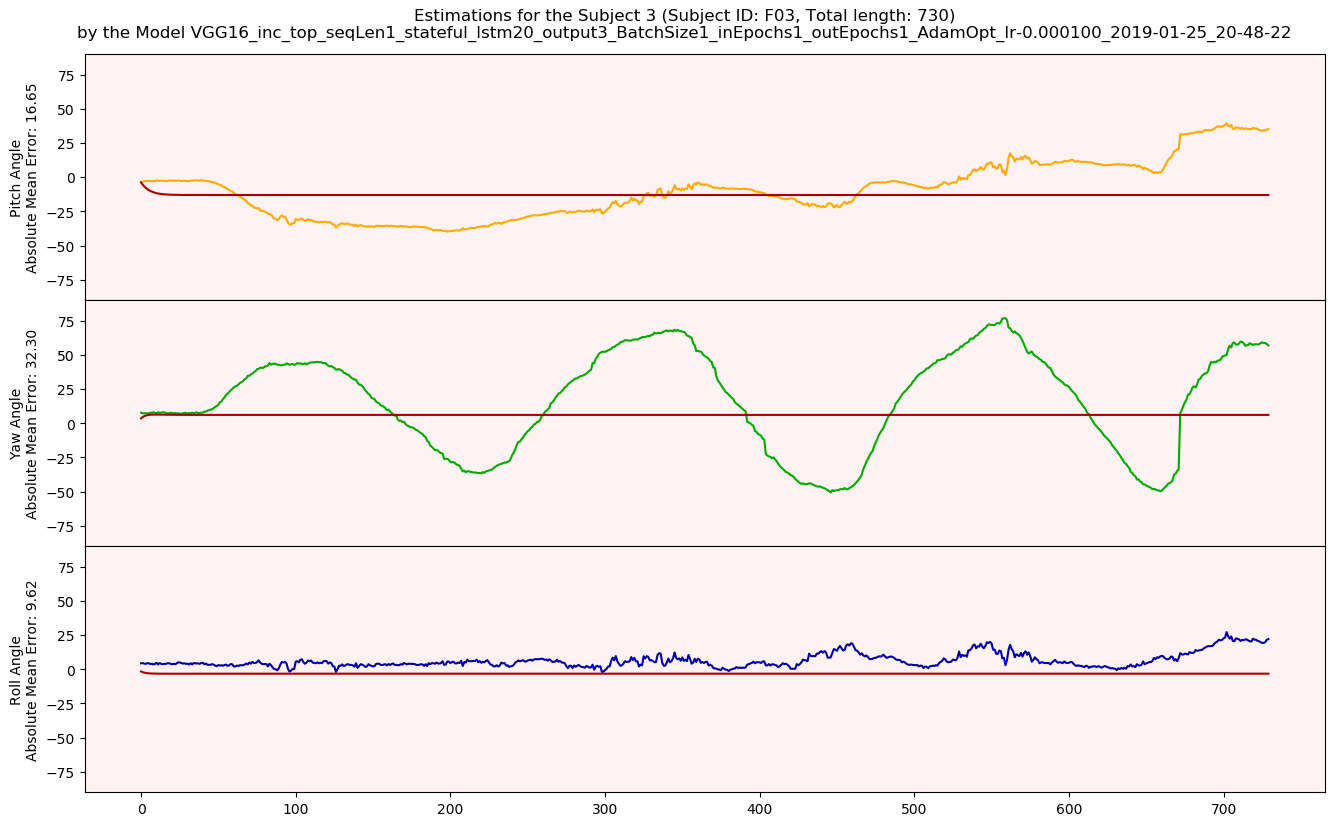 Estimations for the Subject 3 (Subject ID: F03, Total length: 730)
by the Model VGG16_inc_top_seqLen1_stateful_lstm20_output3_BatchSize1_inEpochs1_outEpochs1_AdamOpt_lr-0.000100_2019-01-25_20-48-22
Pitch Angle
Absolute Mean Error: 16.65
75
50
25
0
−25
−50
−75
Yaw Angle
Absolute Mean Error: 32.30
75
50
25
0
−25
−50
−75
Roll Angle
Absolute Mean Error: 9.62
75
50
25
0
−25
−50
−75
0 100 200 300 400 500 600 700